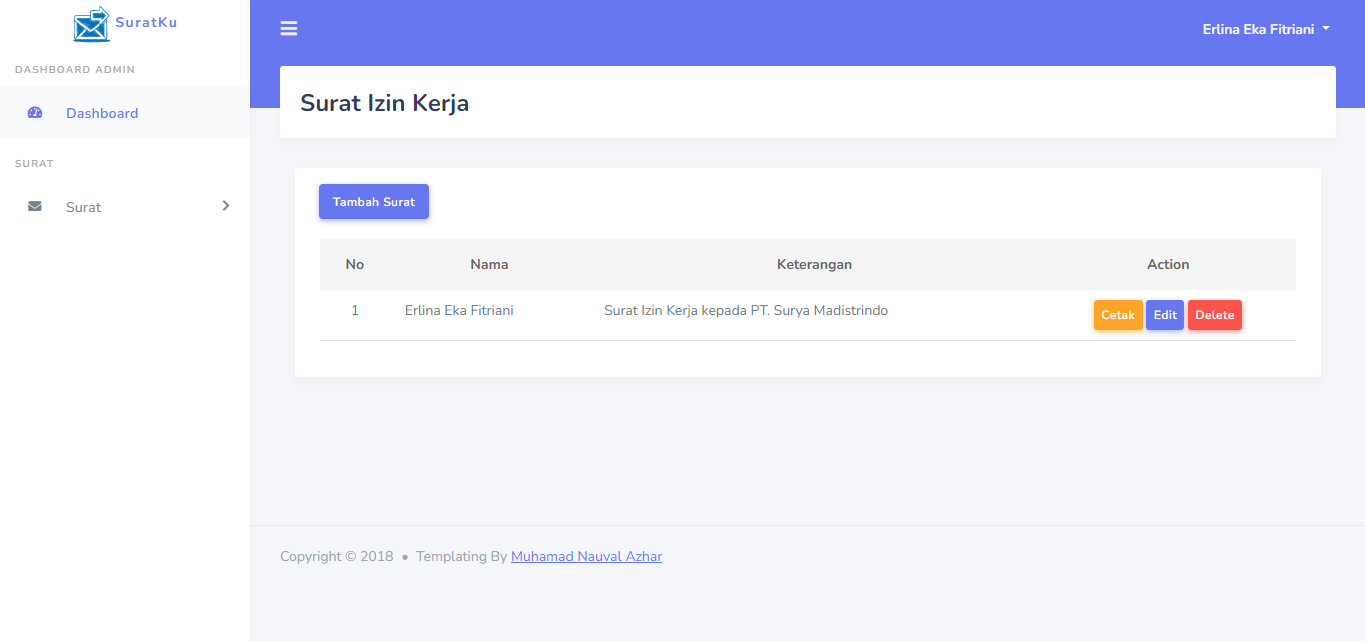 SuratKu
Erlina Eka Fitriani
DASHBOARD ADMIN
Dashboard
SURAT
Surat
Surat Izin Kerja
Tambah Surat
No Nama Keterangan Action
1 Erlina Eka Fitriani Surat Izin Kerja kepada PT. Surya Madistrindo Cetak Edit Delete
Copyright © 2018 • Templating By Muhamad Nauval Azhar